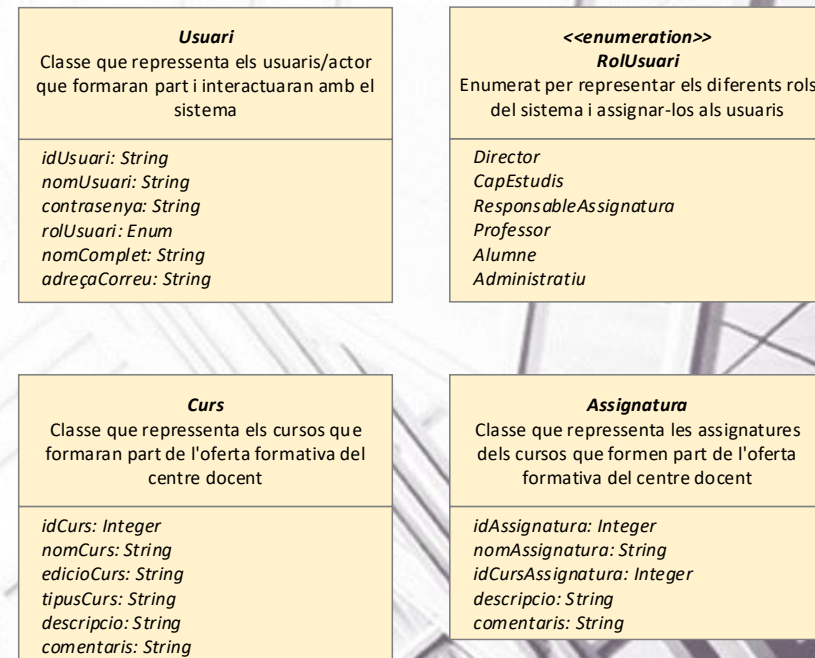 Usuari
Classe que repressenta els usuaris/actor
que formaran part i interactuaran amb el
sistema
idUsuari: String
nomUsuari: String
contrasenya: String
rolUsuari: Enum
nomComplet: String
adreçaCorreu: String
<<enumeration>>
RolUsuari
Enumerat per representar els diferents rols
del sistema i assignar-los als usuaris
Director
CapEstudis
ResponsableAssignatura
Professor
Alumne
Administratiu
Curs
Classe que repressenta els cursos que
formaran part de l'oferta formativa del
centre docent
idCurs: Integer
nomCurs: String
edicioCurs: String
tipusCurs: String
descripcio: String
comentaris: String
Assignatura
Classe que repressenta les assignatures
dels cursos que formen part de l'oferta
formativa del centre docent
idAssignatura: Integer
nomAssignatura: String
idCursAssignatura: Integer
descripcio: String
comentaris: String